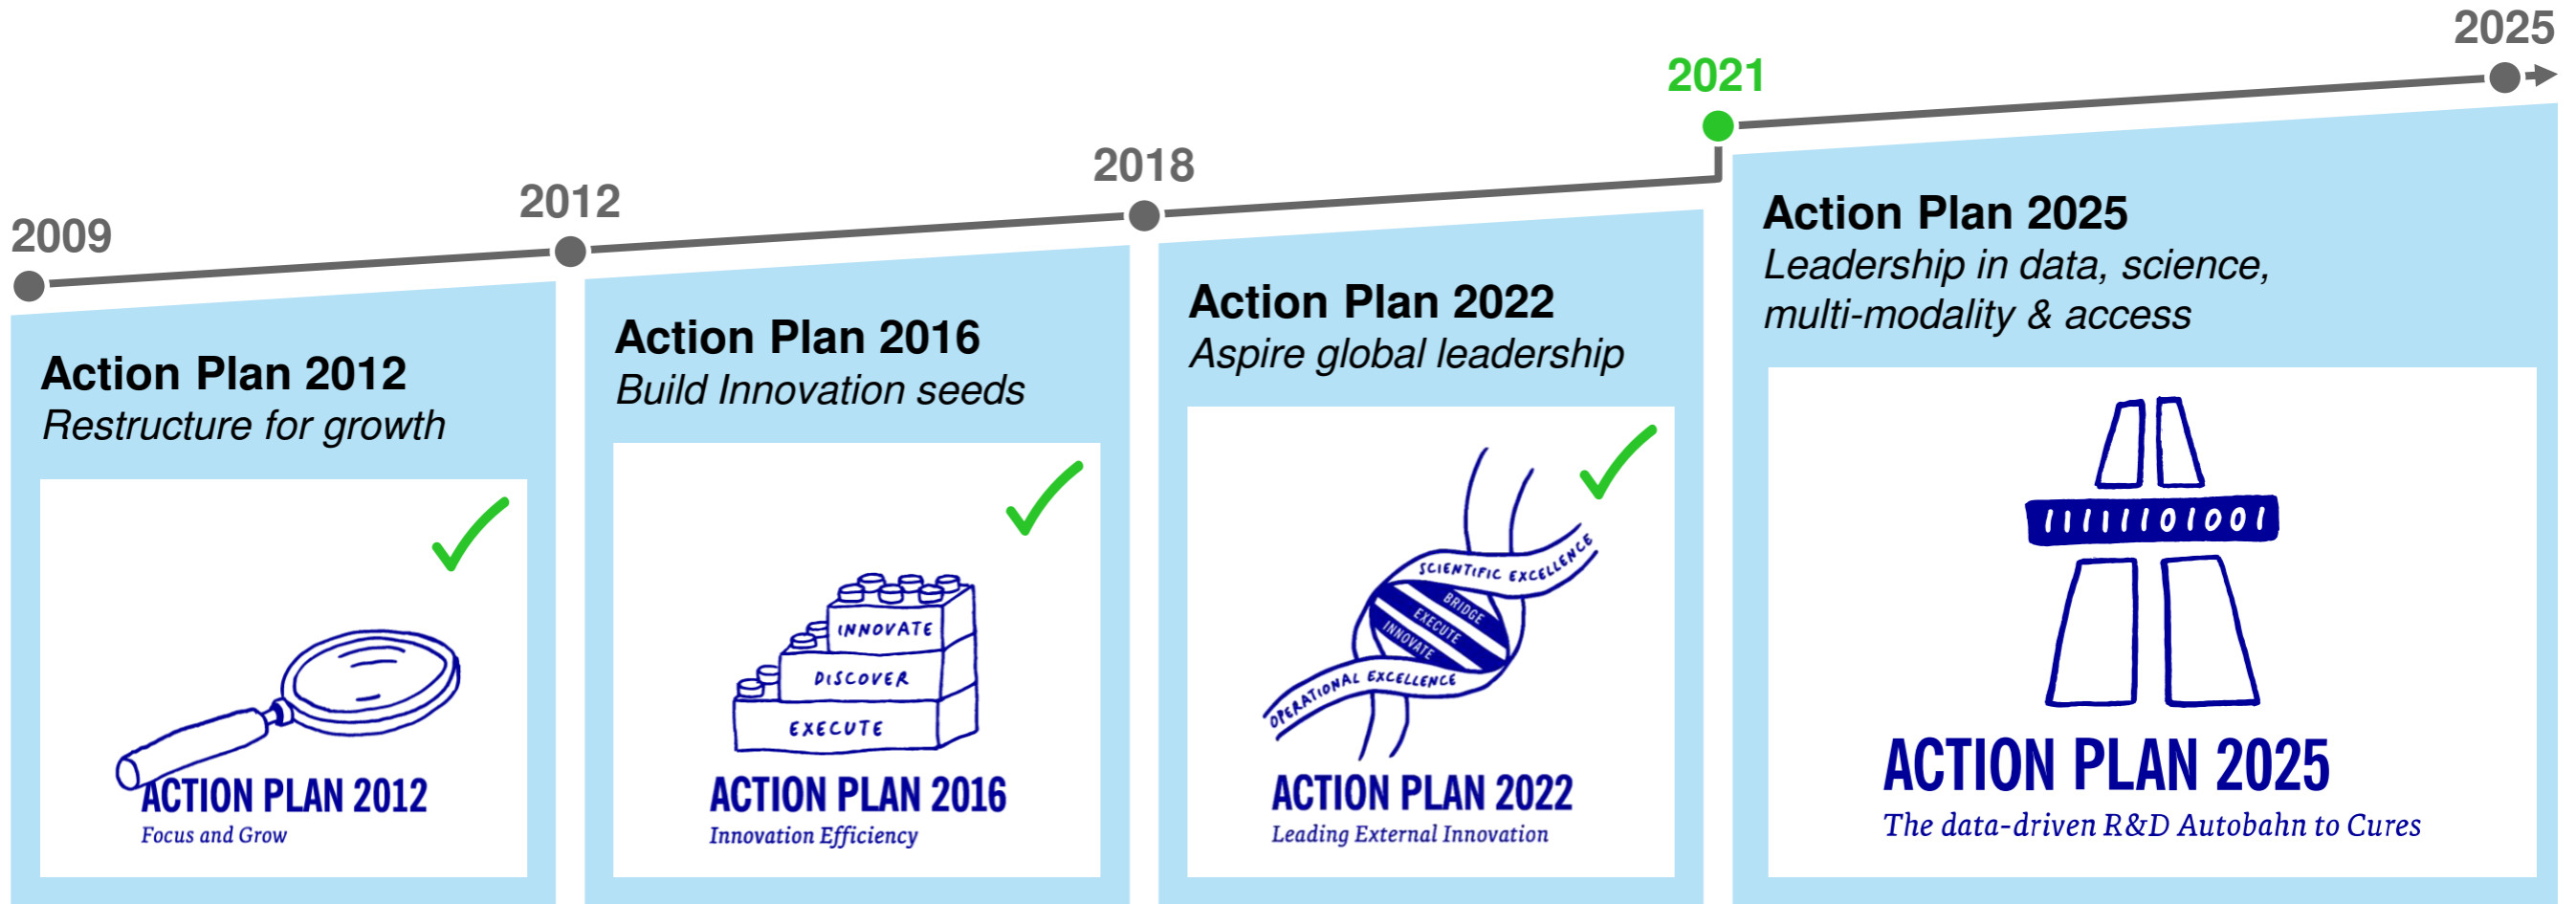 2009
2012
2018
2021
2025
Action Plan 2012
Restructure for growth
ACTION PLAN 2012
Focus and Grow
Action Plan 2016
Build Innovation seeds
INNOVATE
DISCOVER
EXECUTE
ACTION PLAN 2016
Innovation Efficiency
Action Plan 2022
Aspire global leadership
SCIENTIFIC EXCELLENCE
BRIDGE
EXECUTE
INNOVATE
OPERATIONAL EXCELLENCE
ACTION PLAN 2022
Leading External Innovation
Action Plan 2025
Leadership in data, science,
multi-modality & access
11111101001
ACTION PLAN 2025
The data-driven R&D Autobahn to Cures